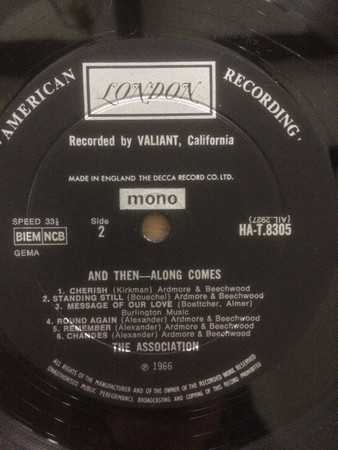 'AMERICAN RECORDING'
LONDON
Recorded by VALIANT, California
MADE IN ENGLAND THE DECCA RECORD CO. LTD.
mono
SPEED 33⅓
Side
2
(AIL.2827)
HA-T.8305
BIEM NCB
GEMA
AND THEN—ALONG COMES
1. CHERISH (Kirkman) Ardmore & Beechwood
2. STANDING STILL (Bouechel) Ardmore & Beechwood
3. MESSAGE OF OUR LOVE (Boettcher, Almer)
Burlington Music
4. ROUND AGAIN (Alexander) Ardmore & Beechwood
5. REMEMBER (Alexander) Ardmore & Beechwood
6. CHANGES (Alexander) Ardmore & Beechwood
THE ASSOCIATION
℗ 1966
ALL RIGHTS OF THE MANUFACTURER AND OF THE OWNER OF THE RECORDED WORK RESERVED
UNAUTHORISED PUBLIC PERFORMANCE BROADCASTING AND COPYING OF THIS RECORD PROHIBITED